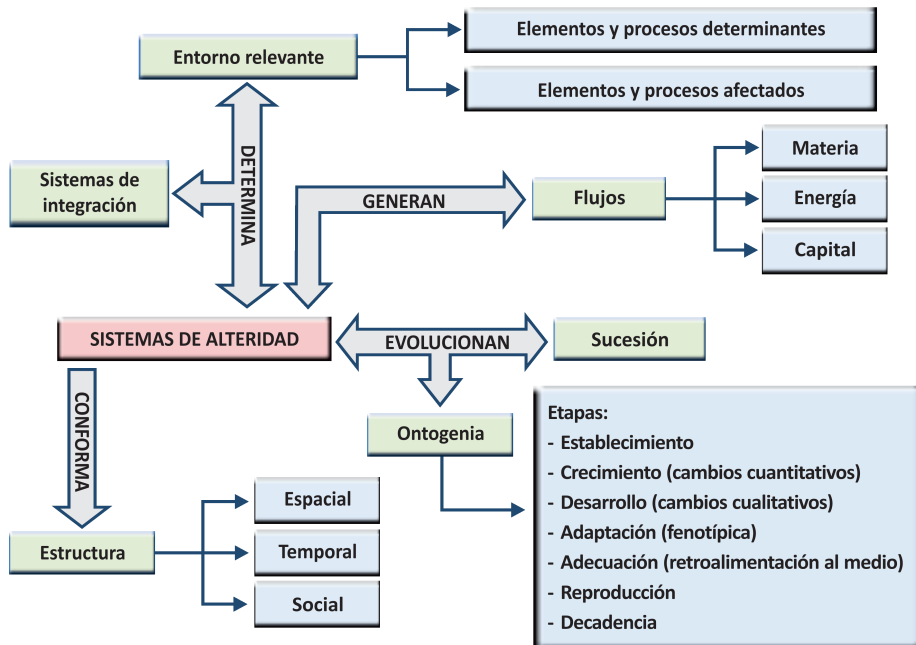 Entorno relevante
Elementos y procesos determinantes
Elementos y procesos afectados
DETERMINA
Sistemas de
integración
GENERAN
Flujos
Materia
Energía
Capital
SISTEMAS DE ALTERIDAD
EVOLUCIONAN
Sucesión
Ontogenia
Etapas:
- Establecimiento
- Crecimiento (cambios cuantitativos)
- Desarrollo (cambios cualitativos)
- Adaptación (fenotípica)
- Adecuación (retroalimentación al medio)
- Reproducción
- Decadencia
CONFORMA
Estructura
Espacial
Temporal
Social